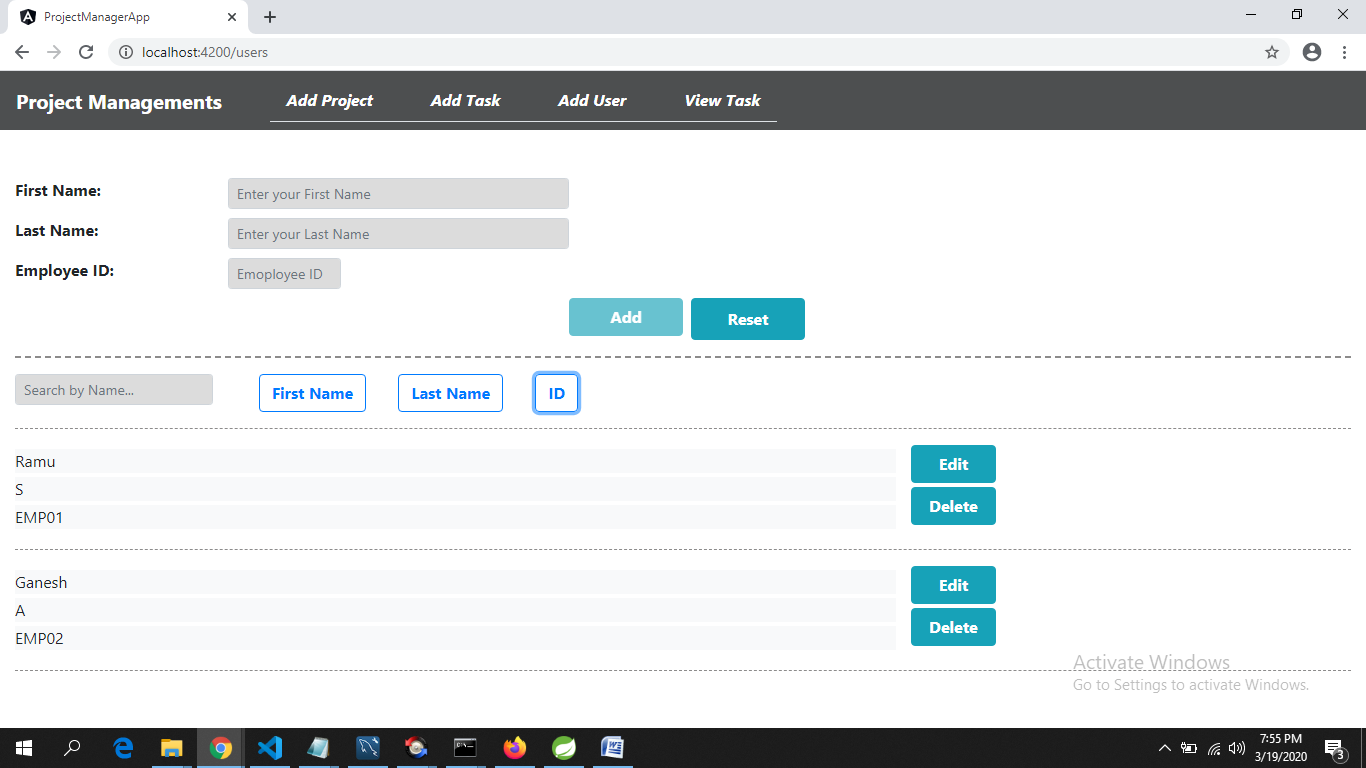 ProjectManagerApp
localhost:4200/users
Project Managements Add Project Add Task Add User View Task
First Name: Enter your First Name
Last Name: Enter your Last Name
Employee ID: Emoployee ID
Add Reset
Search by Name... First Name Last Name ID
Ramu Edit
S
EMP01 Delete
Ganesh Edit
A
EMP02 Delete
Activate Windows
Go to Settings to activate Windows.
7:55 PM
3/19/2020
3